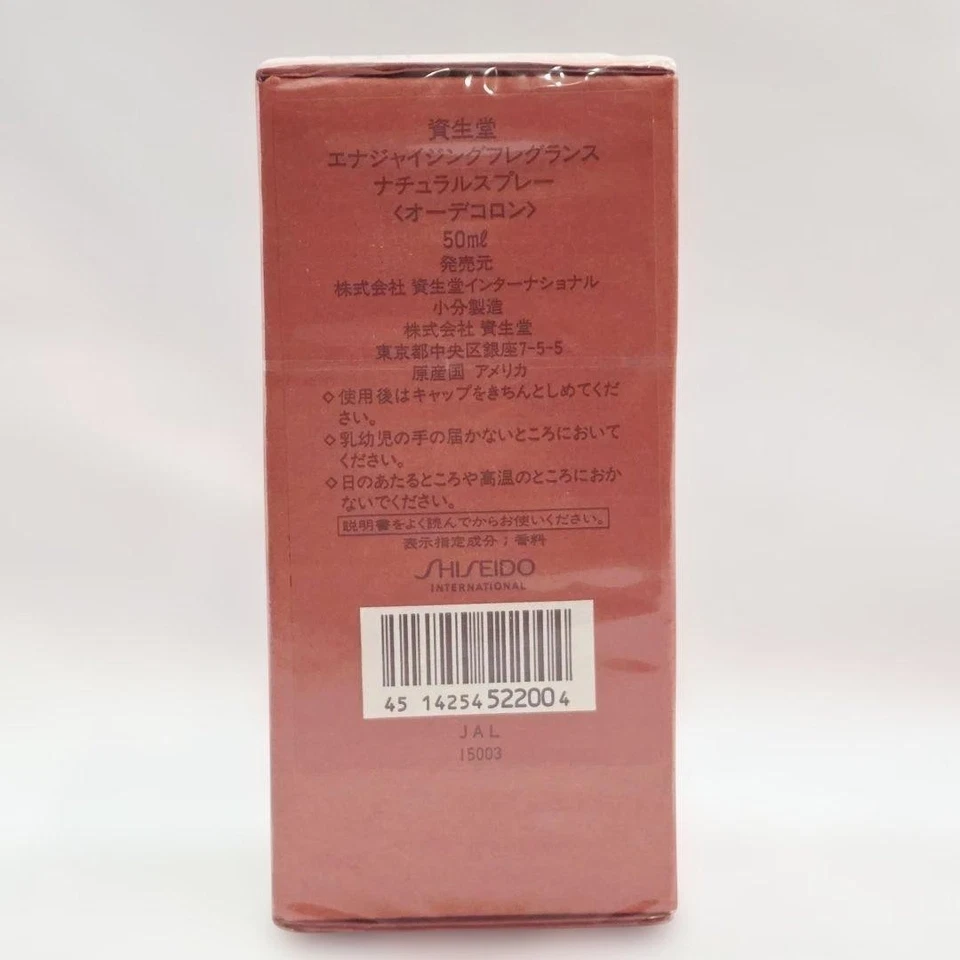 資生堂
エナジャイジングフレグランス
ナチュラルスプレー
〈オーデコロン〉
50mℓ
発売元
株式会社 資生堂インターナショナル
小分製造
株式会社 資生堂
東京都中央区銀座7-5-5
原産国 アメリカ
◇使用後はキャップをきちんとしめてくだ
さい。
◇乳幼児の手の届かないところにおいて
ください。
◇日のあたるところや高温のところにおか
ないでください。
説明書をよく読んでからお使いください。
表示指定成分；香料
SHISEIDO
INTERNATIONAL
45 14254 52200 4
JAL
15003